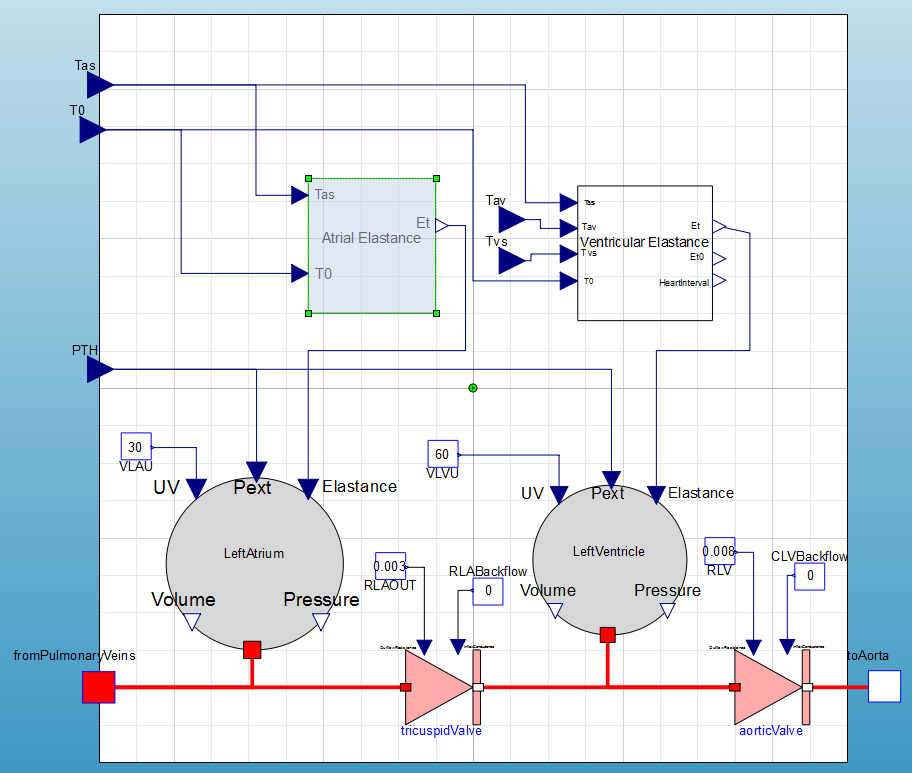 Tas
T0
Tas
Et
Atrial Elastance
T0
Tav
Tvs
Tas
Tav
Tvs
T0
Ventricular Elastance
Et
Et0
HeartInterval
PTH
30
VLAU
60
VLVU
UV
Pext
Elastance
UV
Pext
Elastance
LeftAtrium
LeftVentricle
0.003
RLAOUT
RLABackflow
0
0.008
RLV
CLVBackflow
0
Volume
Pressure
Volume
Pressure
fromPulmonaryVeins
toAorta
tricuspidValve
aorticValve